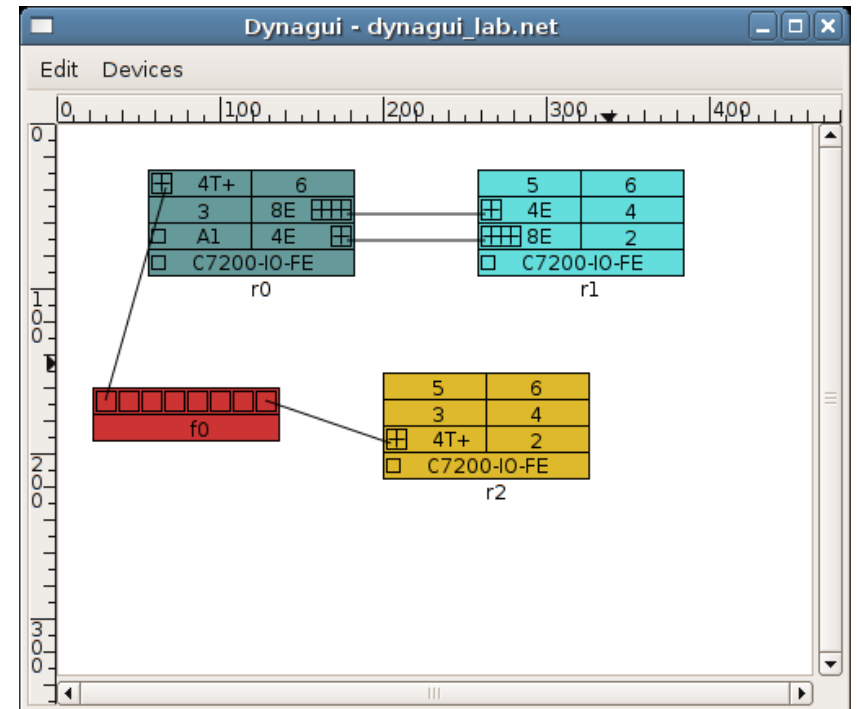 Dynagui - dynagui_lab.net
Edit Devices
0 100 200 300 400
0
100
200
300
4T+ 6
3 8E
A1 4E
C7200-IO-FE
r0
5 6
4E 4
8E 2
C7200-IO-FE
r1
f0
5 6
3 4
4T+ 2
C7200-IO-FE
r2